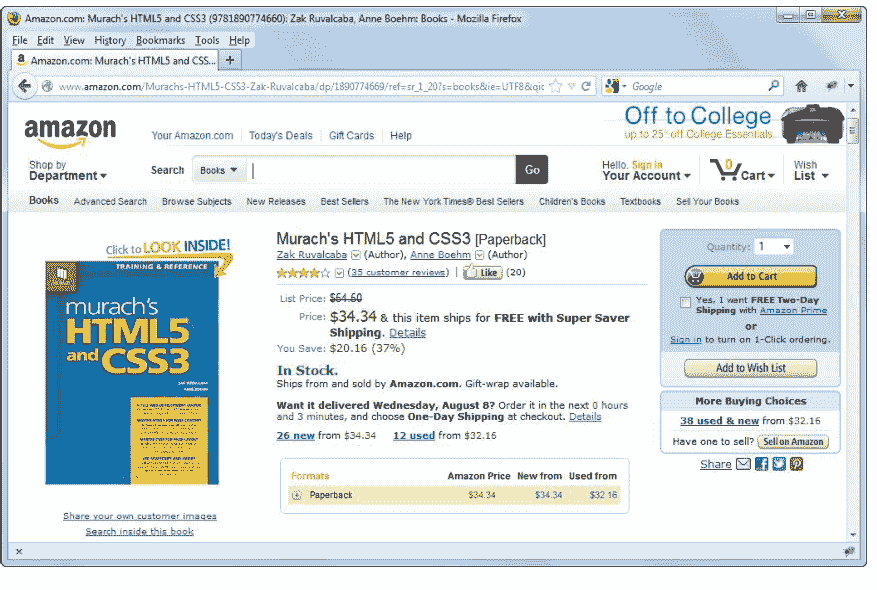 Amazon.com: Murach's HTML5 and CSS3 (9781890774660): Zak Ruvalcaba, Anne Boehm: Books - Mozilla Firefox
File Edit View History Bookmarks Tools Help
a Amazon.com: Murach's HTML5 and CSS... +
www.amazon.com/Murachs-HTML5-CSS3-Zak-Ruvalcaba/dp/1890774669/ref=sr_1_20?s=books&ie=UTF8&qic
Google
amazon
Your Amazon.com Today's Deals Gift Cards Help
Off to College
up to 25% off College Essentials
Shop by
Department
Search Books Go
Hello. Sign in
Your Account
0
Cart
Wish
List
Books Advanced Search Browse Subjects New Releases Best Sellers The New York Times® Best Sellers Children's Books Textbooks Sell Your Books
Click to LOOK INSIDE!
TRAINING & REFERENCE
murach's
HTML5
and CSS3
Share your own customer images
Search inside this book
Murach's HTML5 and CSS3 [Paperback]
Zak Ruvalcaba (Author), Anne Boehm (Author)
(35 customer reviews) | Like (20)
List Price: $54.50
Price: $34.34 & this item ships for FREE with Super Saver
Shipping. Details
You Save: $20.16 (37%)
In Stock.
Ships from and sold by Amazon.com. Gift-wrap available.
Want it delivered Wednesday, August 8? Order it in the next 0 hours
and 3 minutes, and choose One-Day Shipping at checkout. Details
26 new from $34.34 12 used from $32.16
Formats Amazon Price New from Used from
Paperback $34.34 $34.34 $32.16
Quantity: 1
Add to Cart
Yes, I want FREE Two-Day
Shipping with Amazon Prime
or
Sign in to turn on 1-Click ordering.
Add to Wish List
More Buying Choices
38 used & new from $32.16
Have one to sell? Sell on Amazon
Share